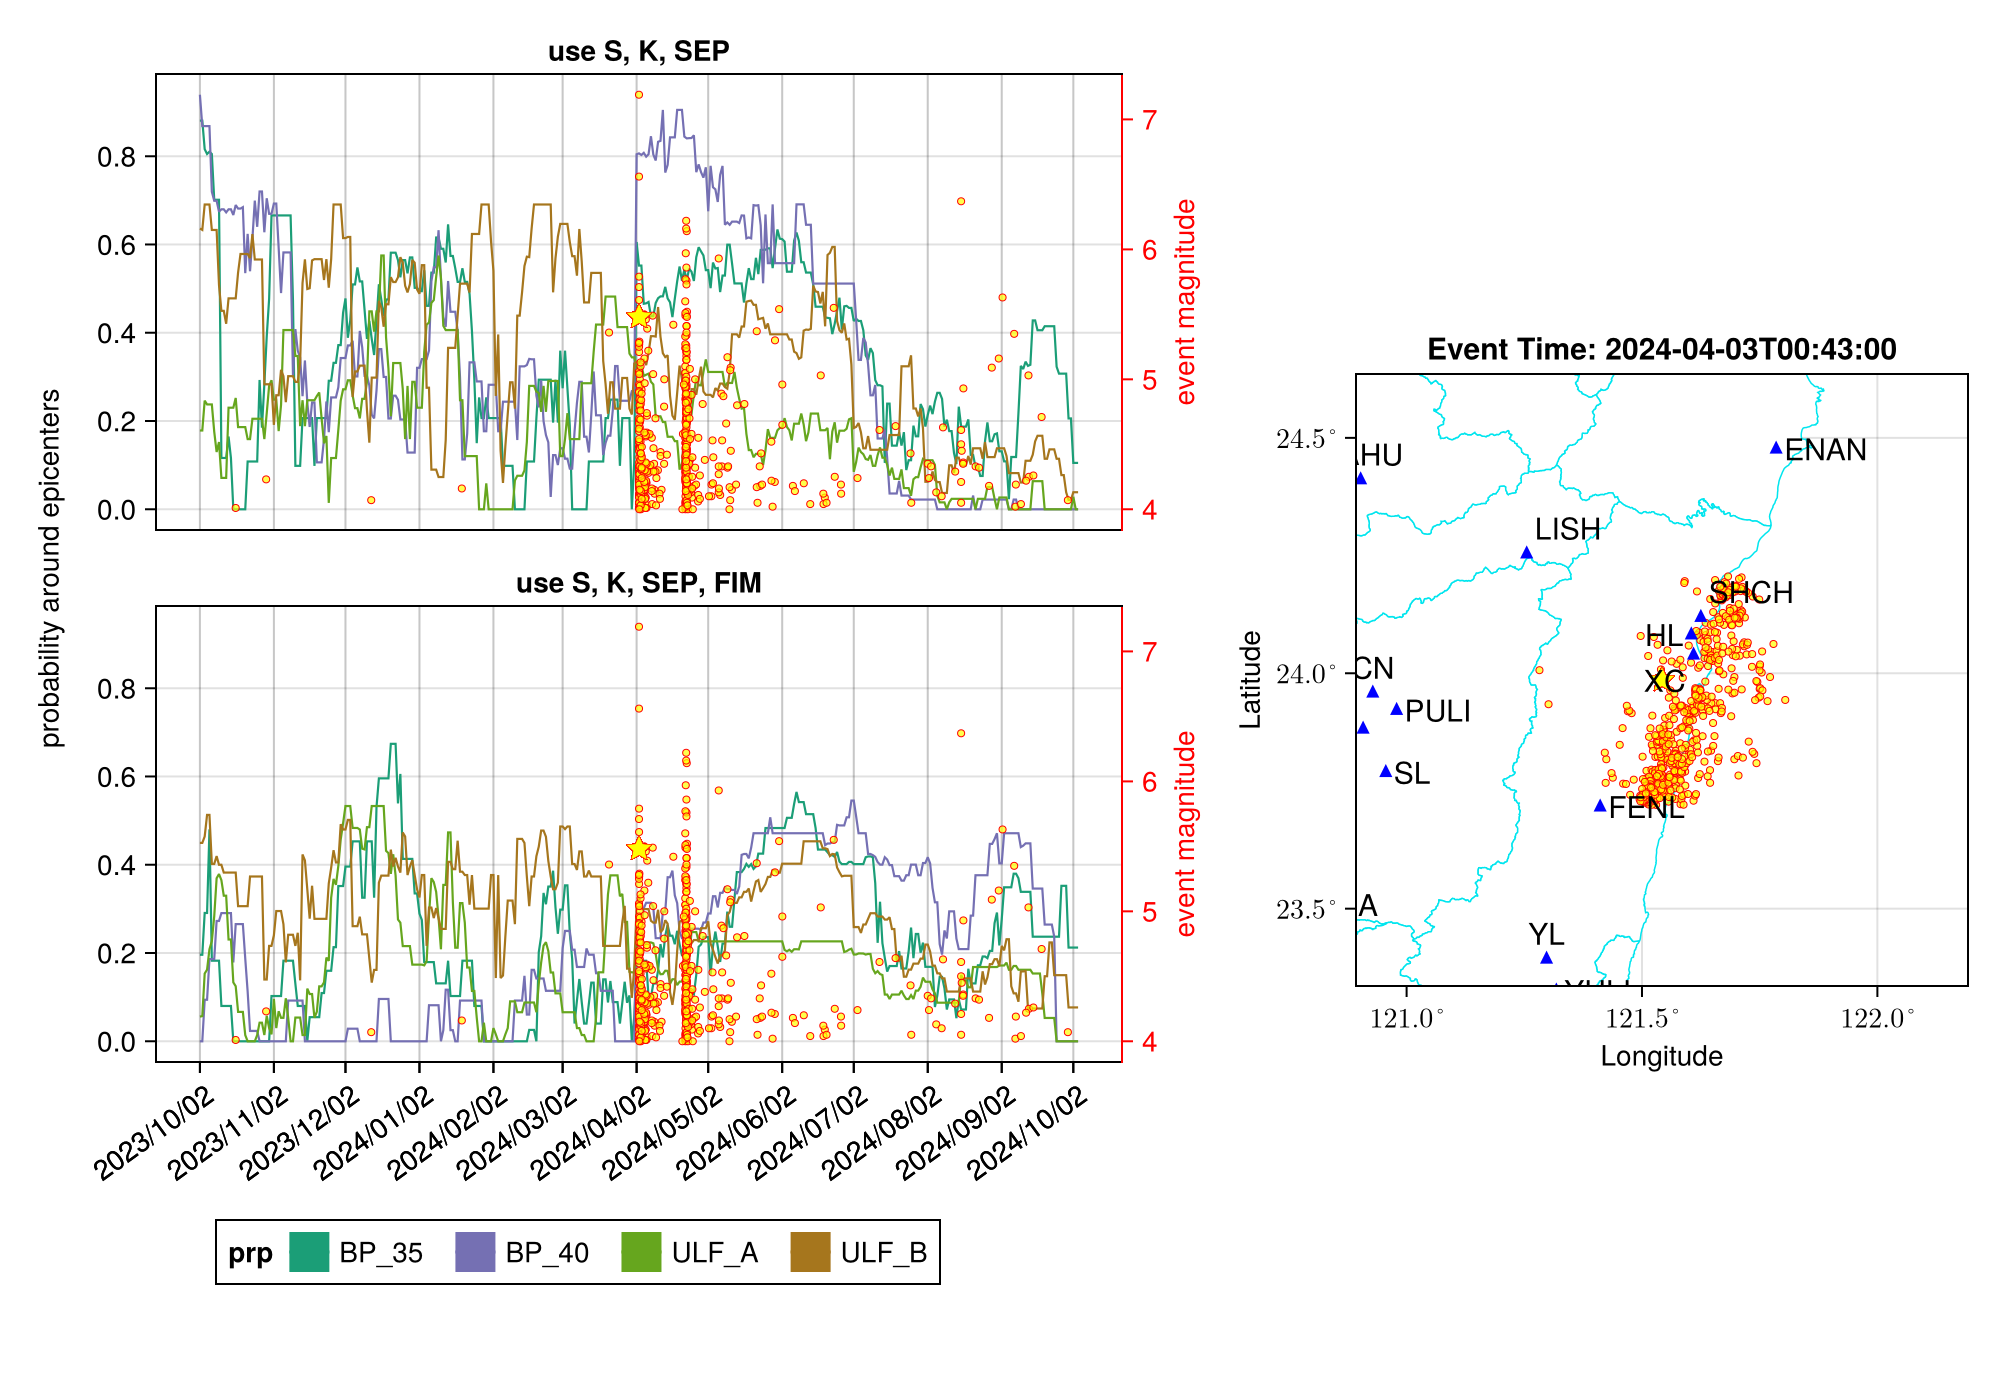 use S, K, SEP
0.8
0.6
0.4
0.2
0.0
7
6
5
4
event magnitude
probability around epicenters
use S, K, SEP, FIM
0.8
0.6
0.4
0.2
0.0
7
6
5
4
event magnitude
2023/10/02
2023/11/02
2023/12/02
2024/01/02
2024/02/02
2024/03/02
2024/04/02
2024/05/02
2024/06/02
2024/07/02
2024/08/02
2024/09/02
2024/10/02
prp BP_35 BP_40 ULF_A ULF_B
Event Time: 2024-04-03T00:43:00
Latitude
24.5°
24.0°
23.5°
HU
ENAN
LISH
SHCH
HL
CN
XC
PULI
SL
FENL
A
YL
121.0°
121.5°
122.0°
Longitude